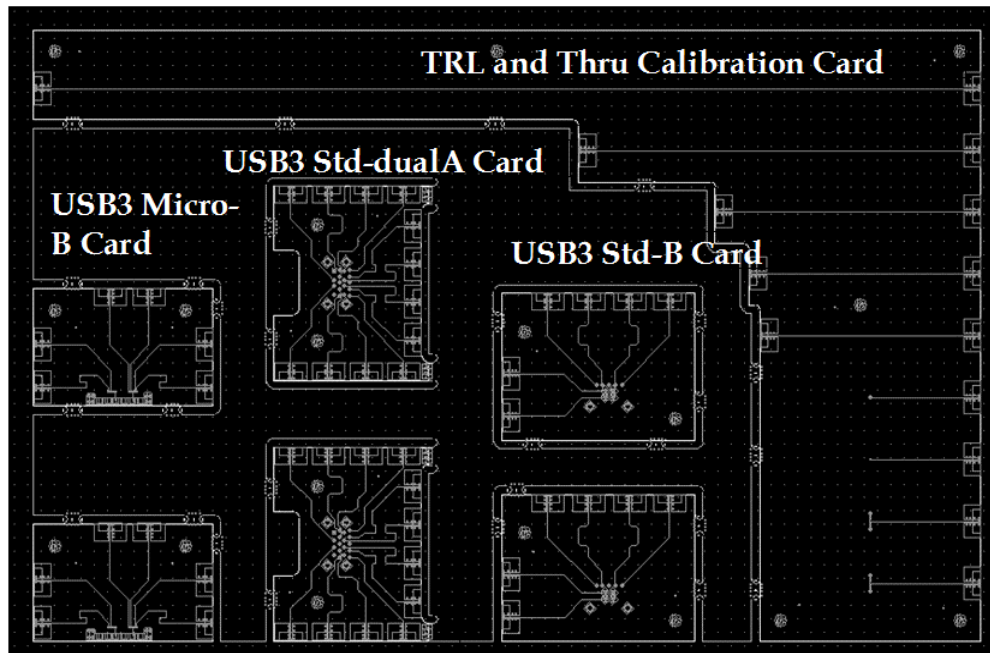 TRL and Thru Calibration Card
USB3 Std-dualA Card
USB3 Micro-
B Card
USB3 Std-B Card